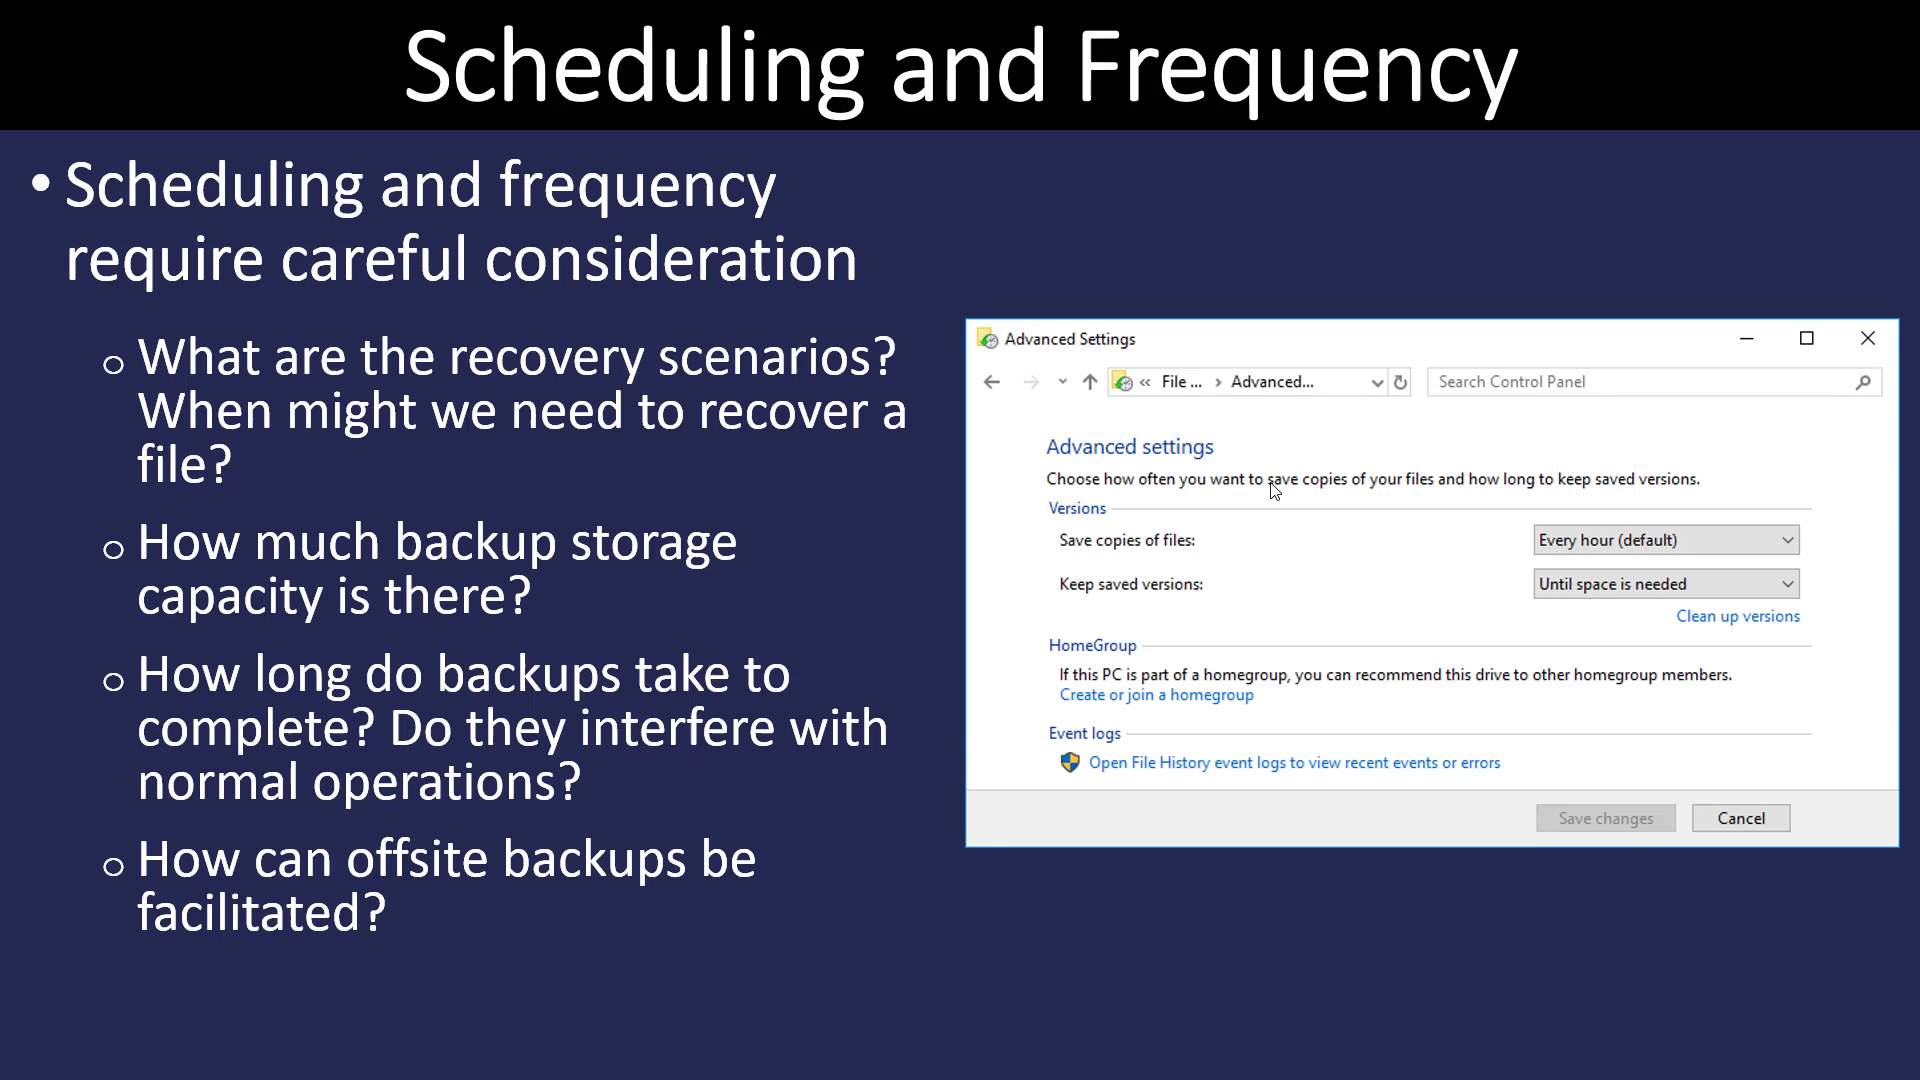 Scheduling and Frequency
• Scheduling and frequency
require careful consideration
o What are the recovery scenarios?
When might we need to recover a
file?
o How much backup storage
capacity is there?
o How long do backups take to
complete? Do they interfere with
normal operations?
o How can offsite backups be
facilitated?
Advanced Settings
« File ... › Advanced...
Search Control Panel
Advanced settings
Choose how often you want to save copies of your files and how long to keep saved versions.
Versions
Save copies of files: Every hour (default)
Keep saved versions: Until space is needed
Clean up versions
HomeGroup
If this PC is part of a homegroup, you can recommend this drive to other homegroup members.
Create or join a homegroup
Event logs
Open File History event logs to view recent events or errors
Save changes Cancel